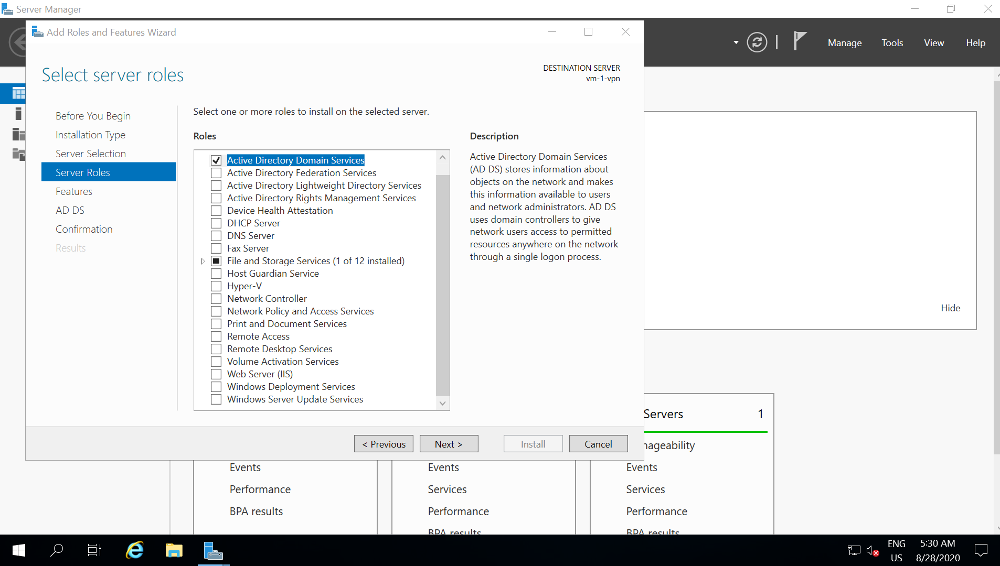 Server Manager
Add Roles and Features Wizard
Manage
Tools
View
Help
Select server roles
DESTINATION SERVER
vm-1-vpn
Before You Begin
Installation Type
Server Selection
Server Roles
Features
AD DS
Confirmation
Results
Select one or more roles to install on the selected server.
Roles
Active Directory Domain Services
Active Directory Federation Services
Active Directory Lightweight Directory Services
Active Directory Rights Management Services
Device Health Attestation
DHCP Server
DNS Server
Fax Server
File and Storage Services (1 of 12 installed)
Host Guardian Service
Hyper-V
Network Controller
Network Policy and Access Services
Print and Document Services
Remote Access
Remote Desktop Services
Volume Activation Services
Web Server (IIS)
Windows Deployment Services
Windows Server Update Services
Description
Active Directory Domain Services
(AD DS) stores information about
objects on the network and makes
this information available to users
and network administrators. AD DS
uses domain controllers to give
network users access to permitted
resources anywhere on the network
through a single logon process.
Hide
< Previous
Next >
Install
Cancel
Servers 1
nageability
Events
Performance
BPA results
Events
Services
Performance
BPA results
Events
Services
Performance
BPA results
ENG
US
5:30 AM
8/28/2020